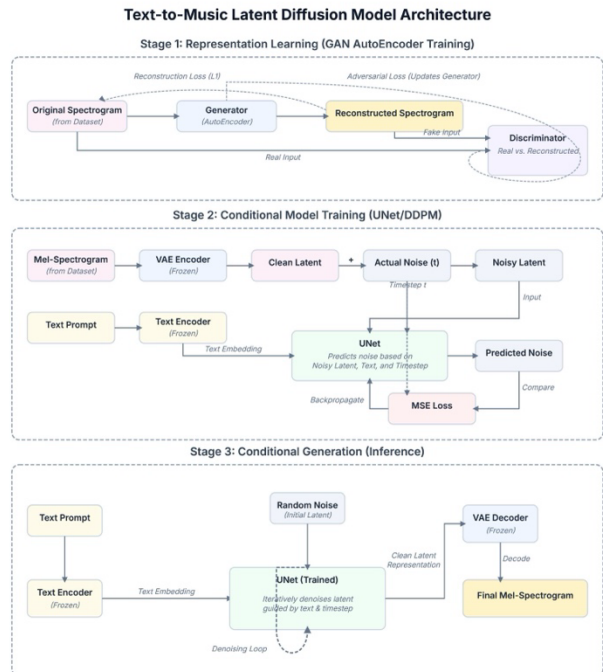 Text-to-Music Latent Diffusion Model Architecture
Stage 1: Representation Learning (GAN AutoEncoder Training)
Reconstruction Loss (L1)
Adversarial Loss (Updates Generator)
Original Spectrogram
(from Dataset)
Generator
(AutoEncoder)
Reconstructed Spectrogram
Fake Input
Discriminator
Real vs. Reconstructed
Real Input
Stage 2: Conditional Model Training (UNet/DDPM)
Mel-Spectrogram
(from Dataset)
VAE Encoder
(Frozen)
Clean Latent
+
Actual Noise (t)
Noisy Latent
Timestep t
Input
Text Prompt
Text Encoder
(Frozen)
Text Embedding
UNet
Predicts noise based on
Noisy Latent, Text, and Timestep
Predicted Noise
Backpropagate
Compare
MSE Loss
Stage 3: Conditional Generation (Inference)
Text Prompt
Random Noise
(Initial Latent)
VAE Decoder
(Frozen)
Clean Latent
Representation
Decode
Text Encoder
(Frozen)
Text Embedding
UNet (Trained)
Iteratively denoises latent
guided by text & timestep
Final Mel-Spectrogram
Denoising Loop